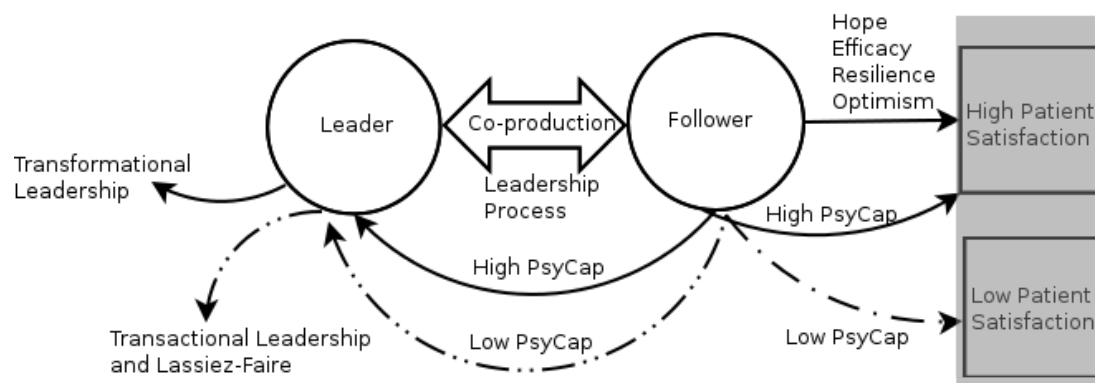 Hope
Efficacy
Resilience
Optimism
Leader
Co-production
Follower
High Patient
Satisfaction
Transformational
Leadership
Leadership
Process
High PsyCap
High PsyCap
Low Patient
Satisfaction
Transactional Leadership
and Lassiez-Faire
Low PsyCap
Low PsyCap